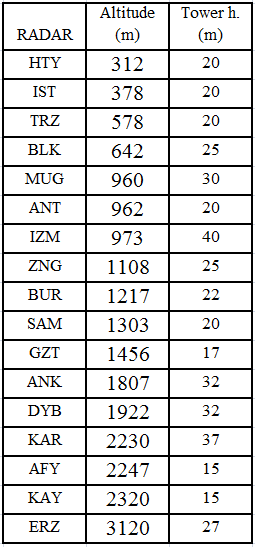 RADAR Altitude (m) Tower h. (m)
HTY 312 20
IST 378 20
TRZ 578 20
BLK 642 25
MUG 960 30
ANT 962 20
IZM 973 40
ZNG 1108 25
BUR 1217 22
SAM 1303 20
GZT 1456 17
ANK 1807 32
DYB 1922 32
KAR 2230 37
AFY 2247 15
KAY 2320 15
ERZ 3120 27